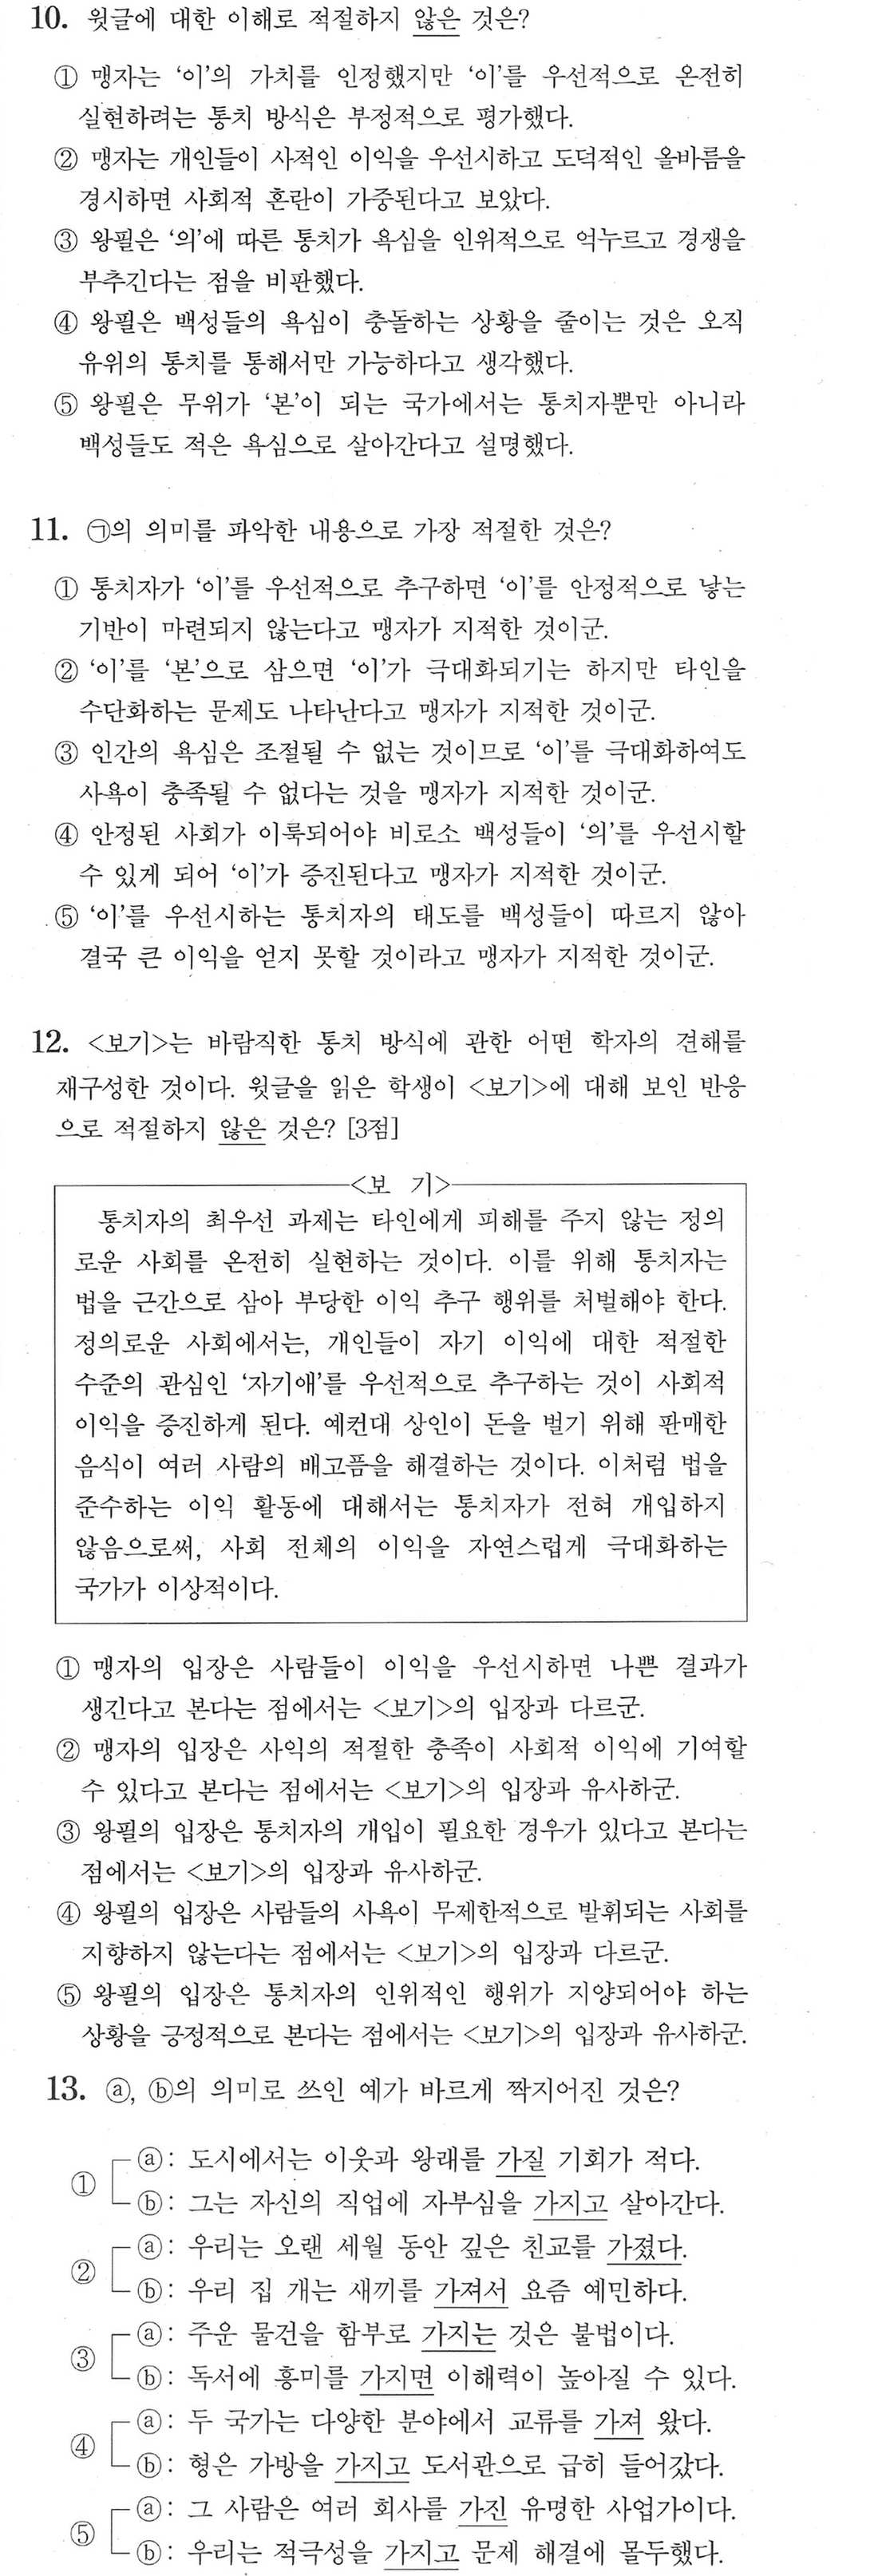 10. 윗글에 대한 이해로 적절하지 않은 것은?
① 맹자는 ‘이’의 가치를 인정했지만 ‘이’를 우선적으로 온전히
실현하려는 통치 방식은 부정적으로 평가했다.
② 맹자는 개인들이 사적인 이익을 우선시하고 도덕적인 올바름을
경시하면 사회적 혼란이 가중된다고 보았다.
③ 왕필은 ‘의’에 따른 통치가 욕심을 인위적으로 억누르고 경쟁을
부추긴다는 점을 비판했다.
④ 왕필은 백성들의 욕심이 충돌하는 상황을 줄이는 것은 오직
유위의 통치를 통해서만 가능하다고 생각했다.
⑤ 왕필은 무위가 ‘본’이 되는 국가에서는 통치자뿐만 아니라
백성들도 적은 욕심으로 살아간다고 설명했다.
11. ㉠의 의미를 파악한 내용으로 가장 적절한 것은?
① 통치자가 ‘이’를 우선적으로 추구하면 ‘이’를 안정적으로 낳는
기반이 마련되지 않는다고 맹자가 지적한 것이군.
② ‘이’를 ‘본’으로 삼으면 ‘이’가 극대화되기는 하지만 타인을
수단화하는 문제도 나타난다고 맹자가 지적한 것이군.
③ 인간의 욕심은 조절될 수 없는 것이므로 ‘이’를 극대화하여도
사욕이 충족될 수 없다는 것을 맹자가 지적한 것이군.
④ 안정된 사회가 이룩되어야 비로소 백성들이 ‘의’를 우선시할
수 있게 되어 ‘이’가 증진된다고 맹자가 지적한 것이군.
⑤ ‘이’를 우선시하는 통치자의 태도를 백성들이 따르지 않아
결국 큰 이익을 얻지 못할 것이라고 맹자가 지적한 것이군.
12. <보기>는 바람직한 통치 방식에 관한 어떤 학자의 견해를
재구성한 것이다. 윗글을 읽은 학생이 <보기>에 대해 보인 반응
으로 적절하지 않은 것은? [3점]
<보 기>
통치자의 최우선 과제는 타인에게 피해를 주지 않는 정의
로운 사회를 온전히 실현하는 것이다. 이를 위해 통치자는
법을 근간으로 삼아 부당한 이익 추구 행위를 처벌해야 한다.
정의로운 사회에서는, 개인들이 자기 이익에 대한 적절한
수준의 관심인 ‘자기애’를 우선적으로 추구하는 것이 사회적
이익을 증진하게 된다. 예컨대 상인이 돈을 벌기 위해 판매한
음식이 여러 사람의 배고픔을 해결하는 것이다. 이처럼 법을
준수하는 이익 활동에 대해서는 통치자가 전혀 개입하지
않음으로써, 사회 전체의 이익을 자연스럽게 극대화하는
국가가 이상적이다.
① 맹자의 입장은 사람들이 이익을 우선시하면 나쁜 결과가
생긴다고 본다는 점에서는 <보기>의 입장과 다르군.
② 맹자의 입장은 사익의 적절한 충족이 사회적 이익에 기여할
수 있다고 본다는 점에서는 <보기>의 입장과 유사하군.
③ 왕필의 입장은 통치자의 개입이 필요한 경우가 있다고 본다는
점에서는 <보기>의 입장과 유사하군.
④ 왕필의 입장은 사람들의 사욕이 무제한적으로 발휘되는 사회를
지향하지 않는다는 점에서는 <보기>의 입장과 다르군.
⑤ 왕필의 입장은 통치자의 인위적인 행위가 지양되어야 하는
상황을 긍정적으로 본다는 점에서는 <보기>의 입장과 유사하군.
13. ⓐ, ⓑ의 의미로 쓰인 예가 바르게 짝지어진 것은?
① ⓐ: 도시에서는 이웃과 왕래를 가질 기회가 적다.
ⓑ: 그는 자신의 직업에 자부심을 가지고 살아간다.
② ⓐ: 우리는 오랜 세월 동안 깊은 친교를 가졌다.
ⓑ: 우리 집 개는 새끼를 가져서 요즘 예민하다.
③ ⓐ: 주운 물건을 함부로 가지는 것은 불법이다.
ⓑ: 독서에 흥미를 가지면 이해력이 높아질 수 있다.
④ ⓐ: 두 국가는 다양한 분야에서 교류를 가져 왔다.
ⓑ: 형은 가방을 가지고 도서관으로 급히 들어갔다.
⑤ ⓐ: 그 사람은 여러 회사를 가진 유명한 사업가이다.
ⓑ: 우리는 적극성을 가지고 문제 해결에 몰두했다.